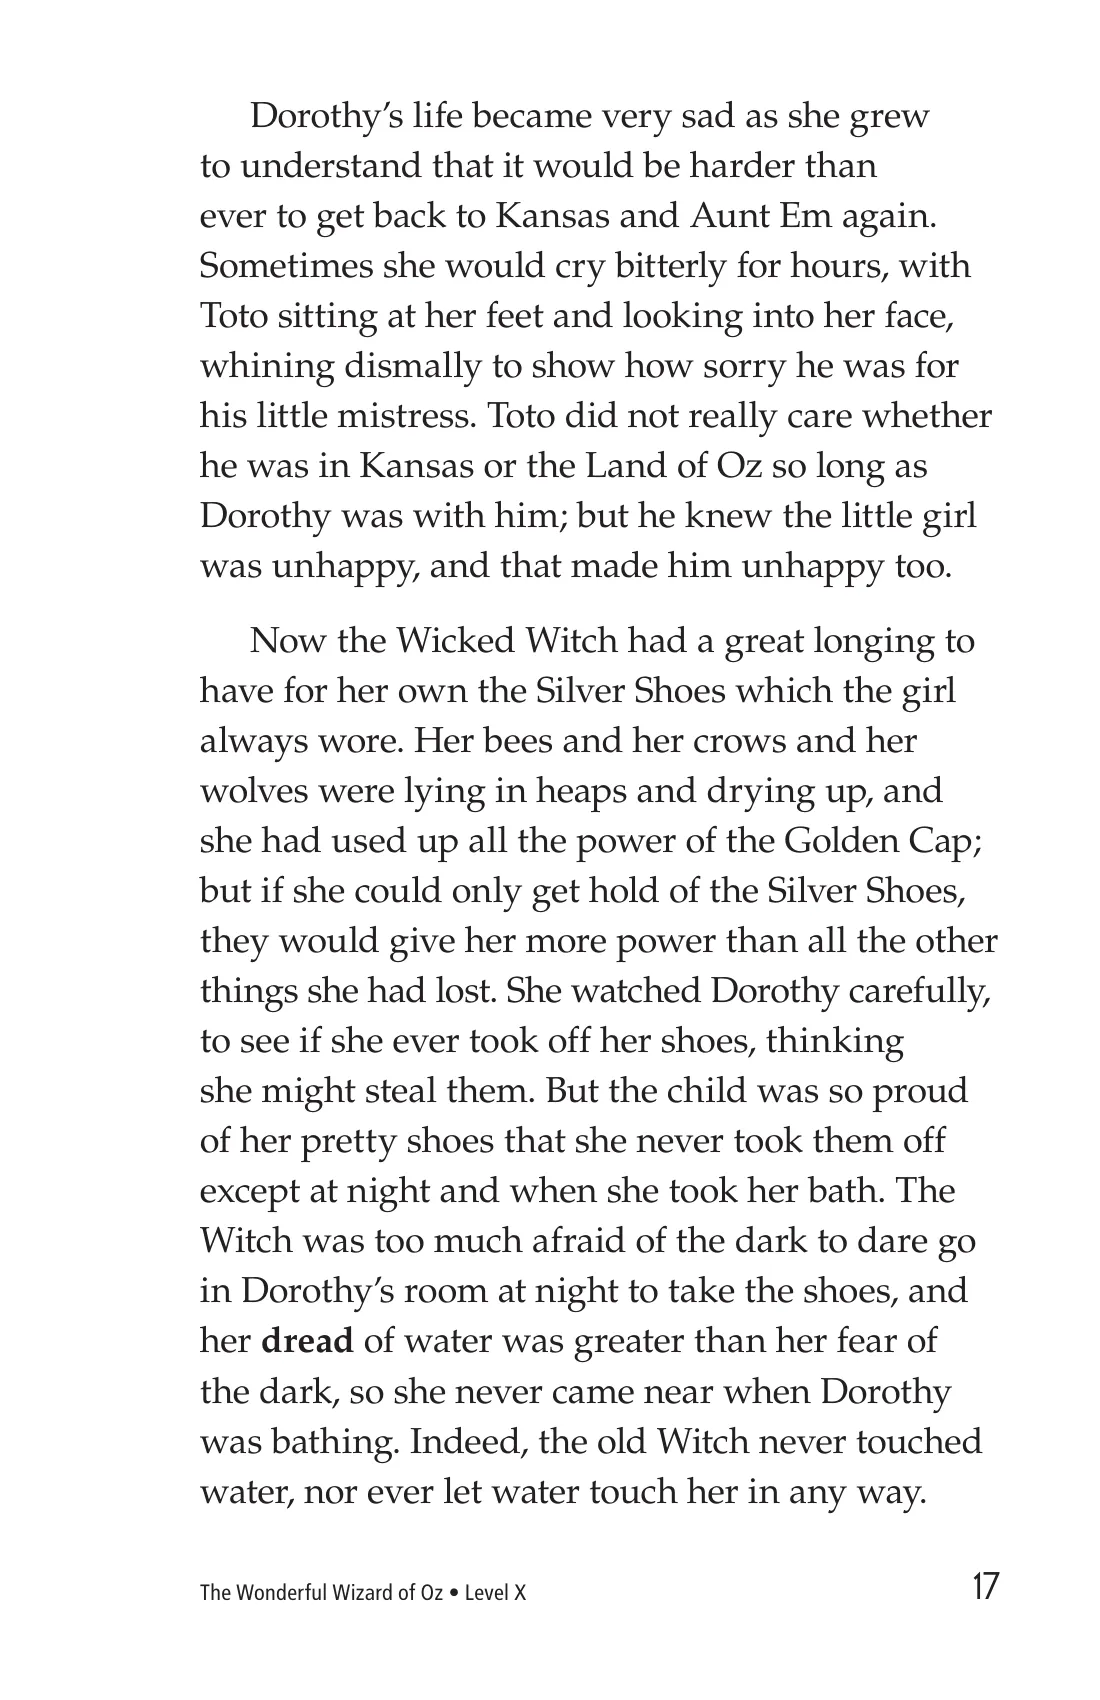 Dorothy’s life became very sad as she grew
to understand that it would be harder than
ever to get back to Kansas and Aunt Em again.
Sometimes she would cry bitterly for hours, with
Toto sitting at her feet and looking into her face,
whining dismally to show how sorry he was for
his little mistress. Toto did not really care whether
he was in Kansas or the Land of Oz so long as
Dorothy was with him; but he knew the little girl
was unhappy, and that made him unhappy too.
Now the Wicked Witch had a great longing to
have for her own the Silver Shoes which the girl
always wore. Her bees and her crows and her
wolves were lying in heaps and drying up, and
she had used up all the power of the Golden Cap;
but if she could only get hold of the Silver Shoes,
they would give her more power than all the other
things she had lost. She watched Dorothy carefully,
to see if she ever took off her shoes, thinking
she might steal them. But the child was so proud
of her pretty shoes that she never took them off
except at night and when she took her bath. The
Witch was too much afraid of the dark to dare go
in Dorothy’s room at night to take the shoes, and
her dread of water was greater than her fear of
the dark, so she never came near when Dorothy
was bathing. Indeed, the old Witch never touched
water, nor ever let water touch her in any way.
The Wonderful Wizard of Oz • Level X
17